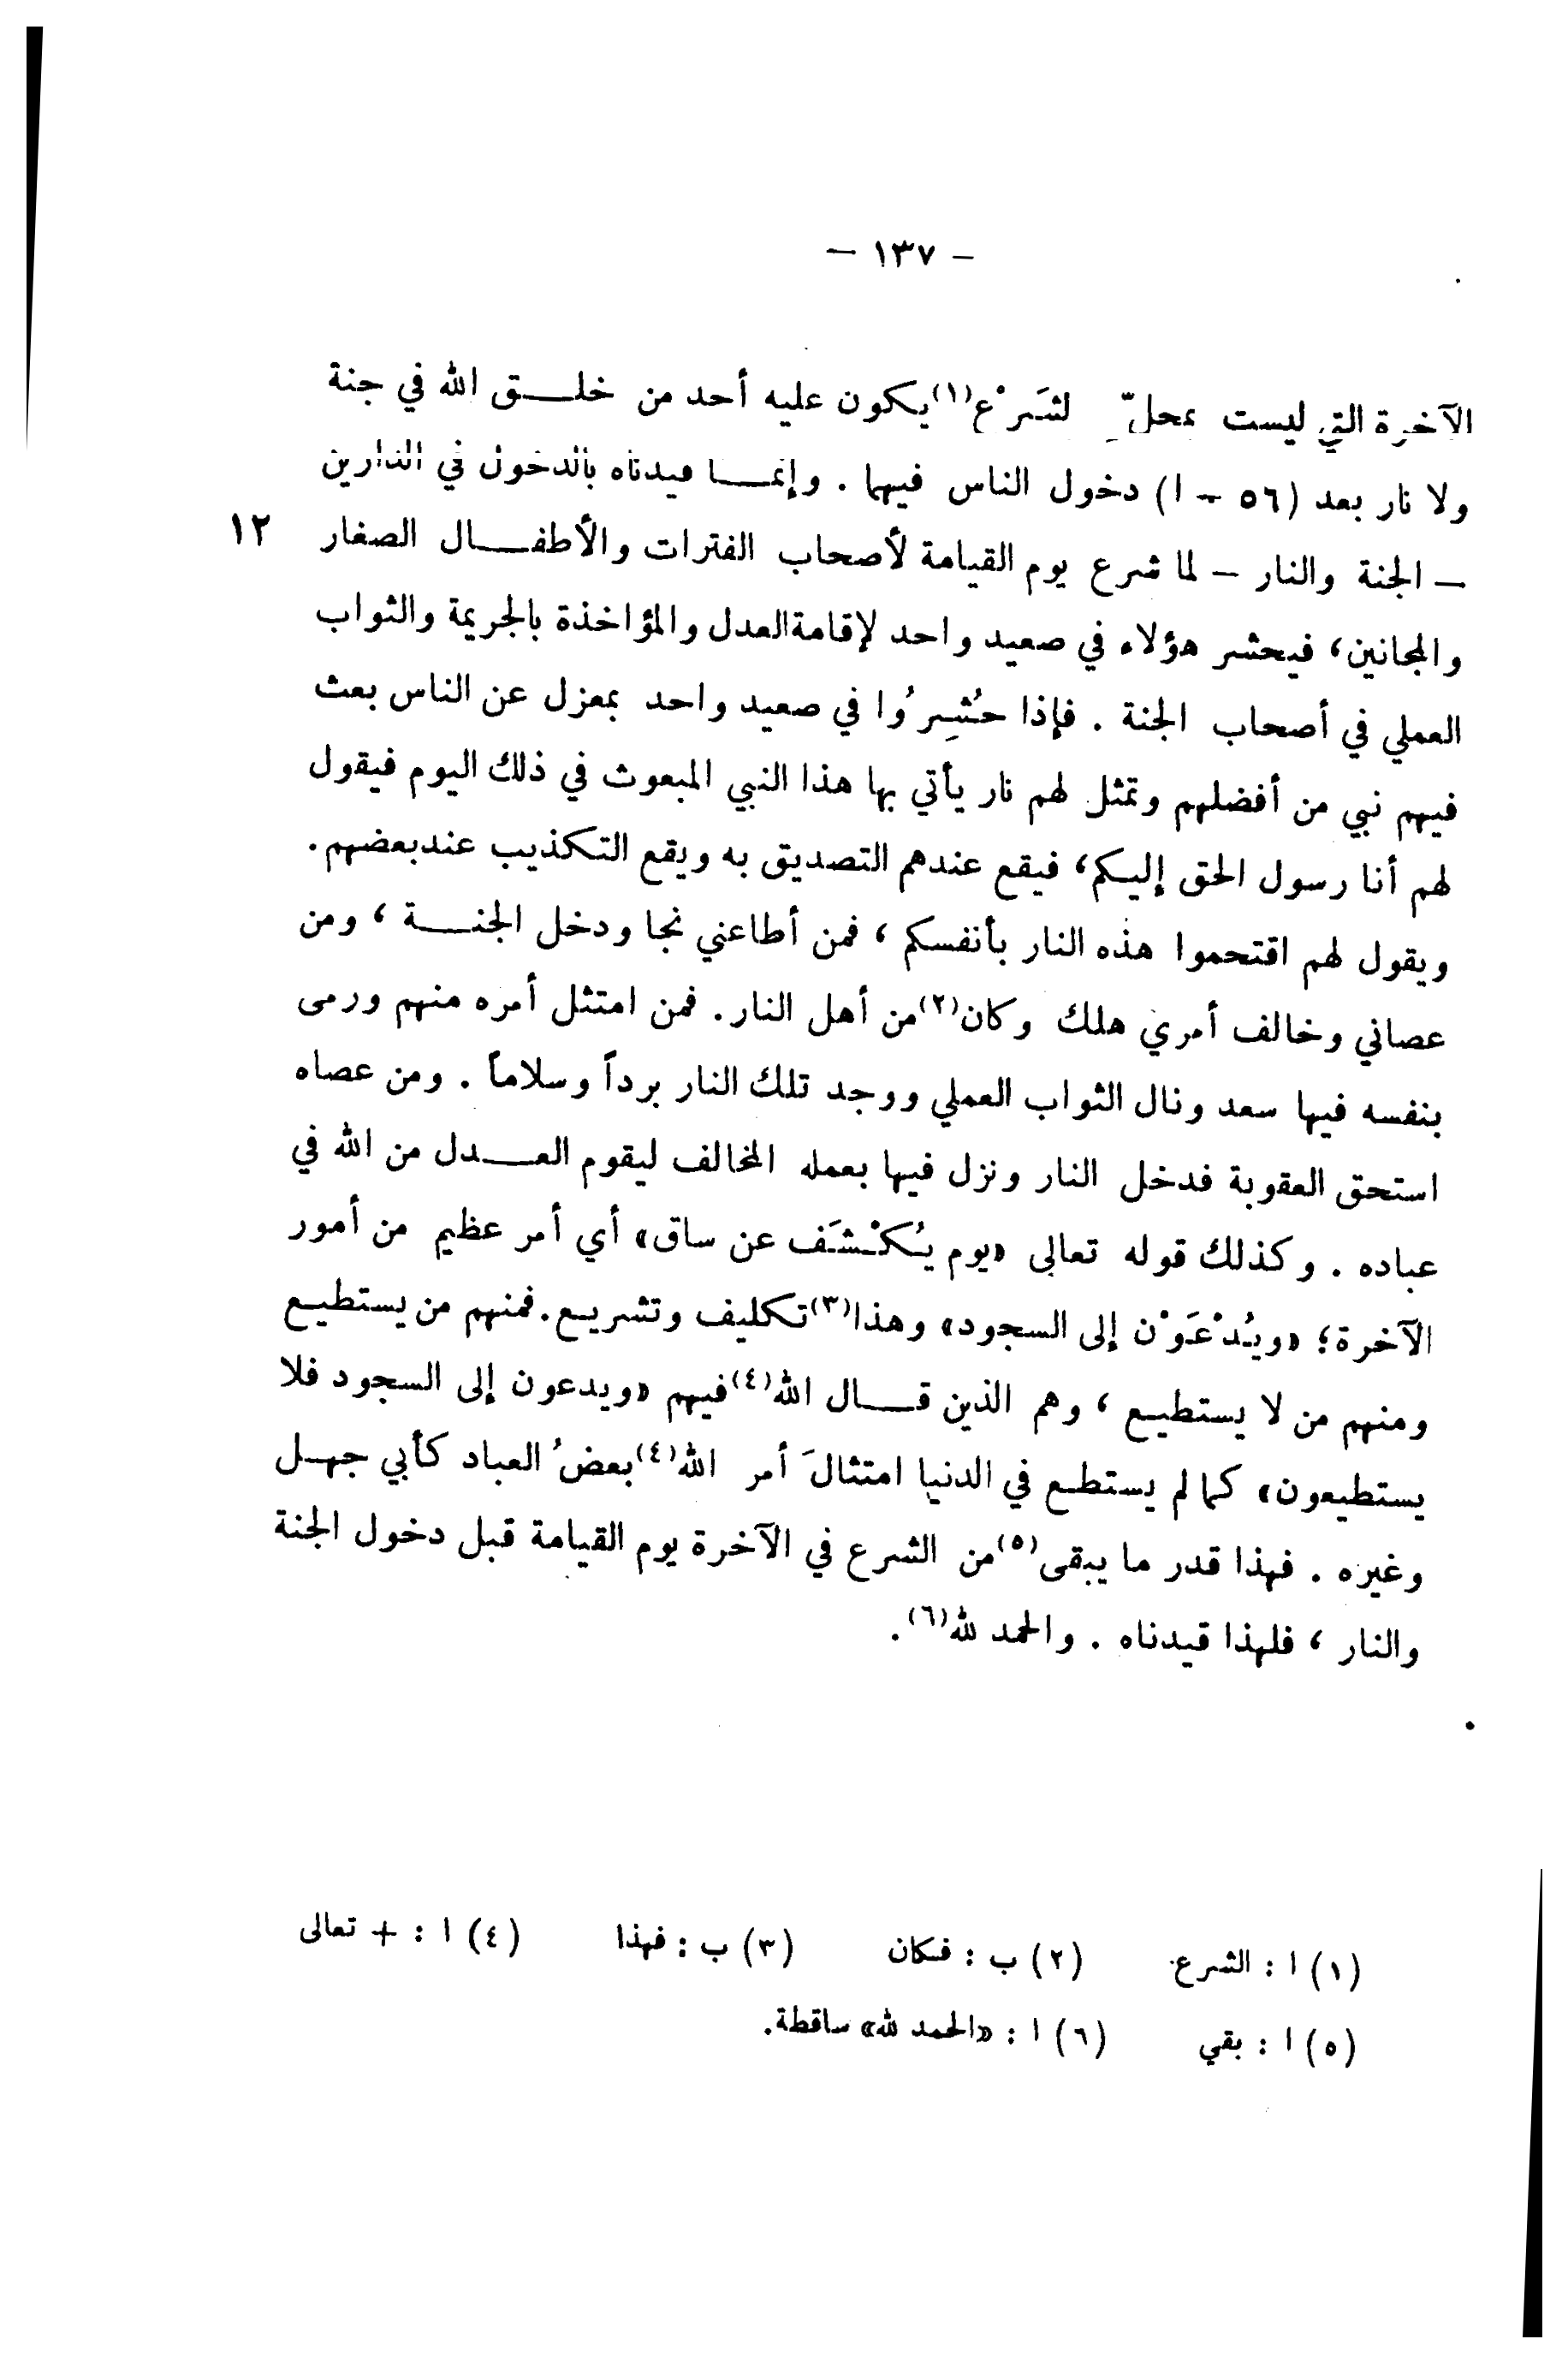 – ١٣٧ –
الآخرة التي ليست بمحلّ لشَرْع(١) يكون عليه أحد من خلــق الله في جنة
ولا نار بعد (٥٦ – ا) دخول الناس فيها . وإنمــا قيدناه بالدخول في الدارين
– الجنة والنار – لما شرع يوم القيامة لأصحاب الفترات والأطفــال الصغار ١٢
والمجانين، فيحشر هؤلاء في صعيد واحد لإقامة العدل والمؤاخذة بالجريمة والثواب
العملي في أصحاب الجنة . فإذا حُشِرُوا في صعيد واحد بمعزل عن الناس بعث
فيهم نبي من أفضلهم وتمثل لهم نار يأتي بها هذا النبي المبعوث في ذلك اليوم فيقول
لهم أنا رسول الحق إليكم، فيقع عندهم التصديق به ويقع التكذيب عند بعضهم.
ويقول لهم اقتحموا هذه النار بأنفسكم ، فمن أطاعني نجا ودخل الجنــة ، ومن
عصاني وخالف أمري هلك وكان(٢) من أهل النار. فمن امتثل أمره منهم ورمى
بنفسه فيها سعد ونال الثواب العملي ووجد تلك النار برداً وسلاماً . ومن عصاه
استحق العقوبة فدخل النار ونزل فيها بعمله المخالف ليقوم العــدل من الله في
عباده . وكذلك قوله تعالى «يوم يُكْشَف عن ساق» أي أمر عظيم من أمور
الآخرة؛ «ويُدْعَوْن إلى السجود» وهذا(٣) تكليف وتشريع. فمنهم من يستطيع
ومنهم من لا يستطيع ، وهم الذين قــال الله(٤) فيهم «ويدعون إلى السجود فلا
يستطيعون» كما لم يستطع في الدنيا امتثالَ أمر الله(٤) بعضُ العباد كأبي جهل
وغيره . فهذا قدر ما يبقى(٥) من الشرع في الآخرة يوم القيامة قبل دخول الجنة
والنار ، فلهذا قيدناه . والحمد لله(٦).
(١) ا : الشرع (٢) ب : فكان (٣) ب : فهذا (٤) ا : + تعالى
(٥) ا : بقي (٦) ا : «الحمد لله» ساقطة.